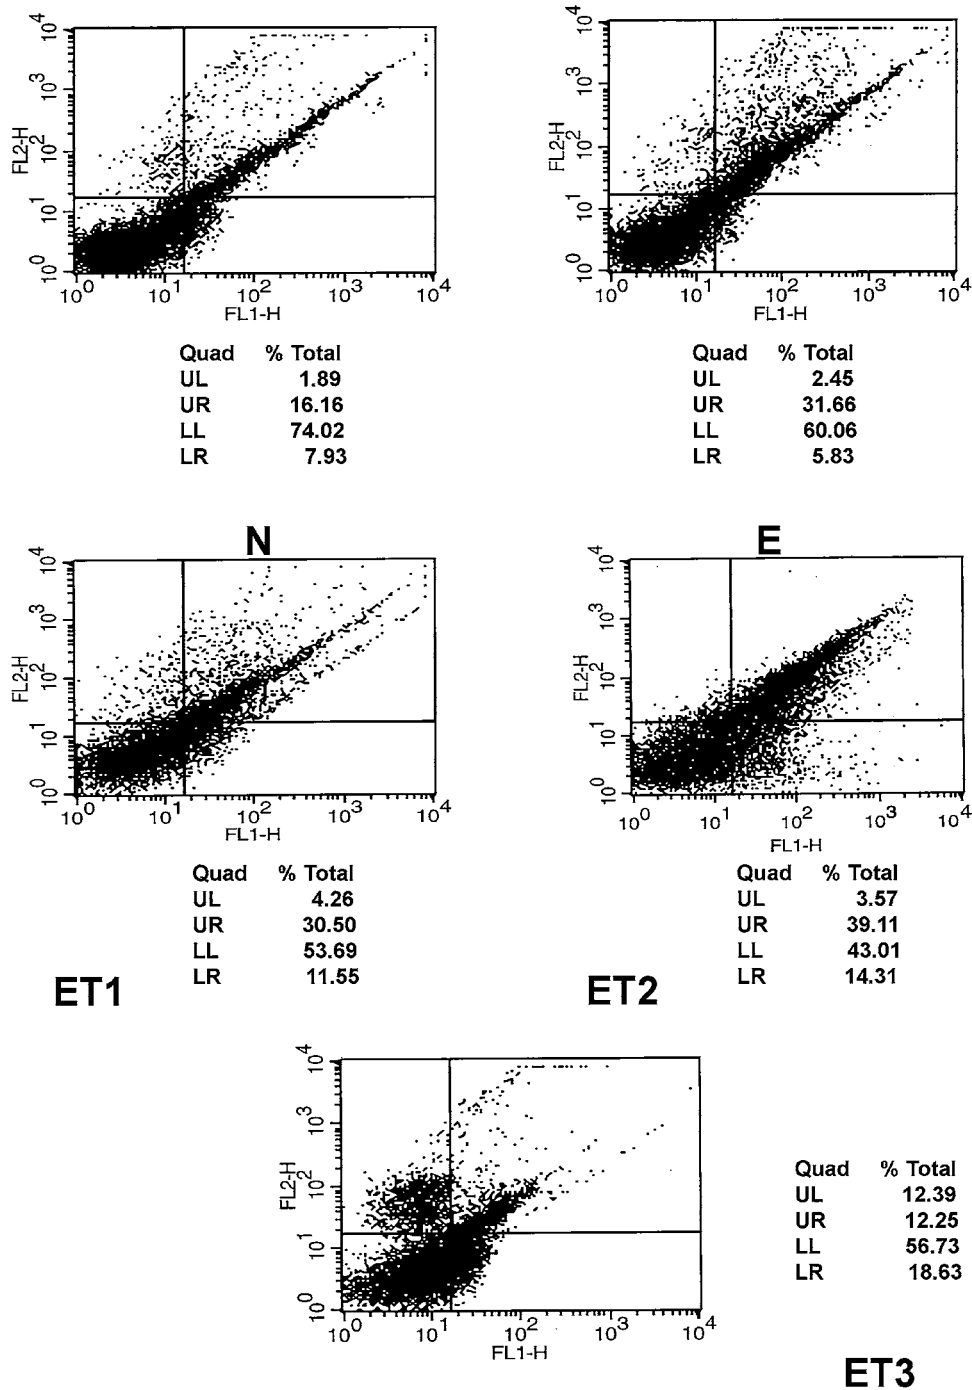 10^4
10^3
10^2
10^1
10^0
FL2-H
10^0 10^1 10^2 10^3 10^4
FL1-H
Quad % Total
UL 1.89
UR 16.16
LL 74.02
LR 7.93
N
10^4
10^3
10^2
10^1
10^0
FL2-H
10^0 10^1 10^2 10^3 10^4
FL1-H
Quad % Total
UL 2.45
UR 31.66
LL 60.06
LR 5.83
E
10^4
10^3
10^2
10^1
10^0
FL2-H
10^0 10^1 10^2 10^3 10^4
FL1-H
Quad % Total
UL 4.26
UR 30.50
LL 53.69
LR 11.55
ET1
10^4
10^3
10^2
10^1
10^0
FL2-H
10^0 10^1 10^2 10^3 10^4
FL1-H
Quad % Total
UL 3.57
UR 39.11
LL 43.01
LR 14.31
ET2
10^4
10^3
10^2
10^1
10^0
FL2-H
10^0 10^1 10^2 10^3 10^4
FL1-H
Quad % Total
UL 12.39
UR 12.25
LL 56.73
LR 18.63
ET3